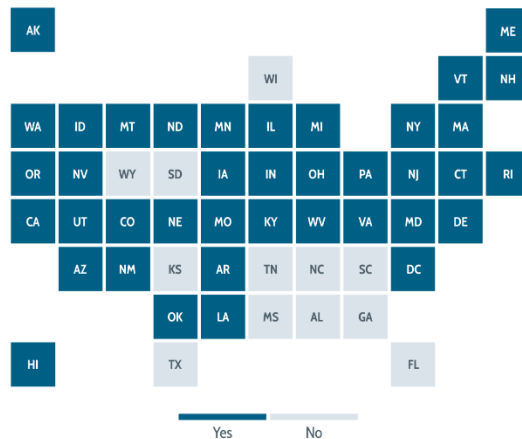 AK ME
WI VT NH
WA ID MT ND MN IL MI NY MA
OR NV WY SD IA IN OH PA NJ CT RI
CA UT CO NE MO KY WV VA MD DE
AZ NM KS AR TN NC SC DC
OK LA MS AL GA
HI TX FL
Yes No